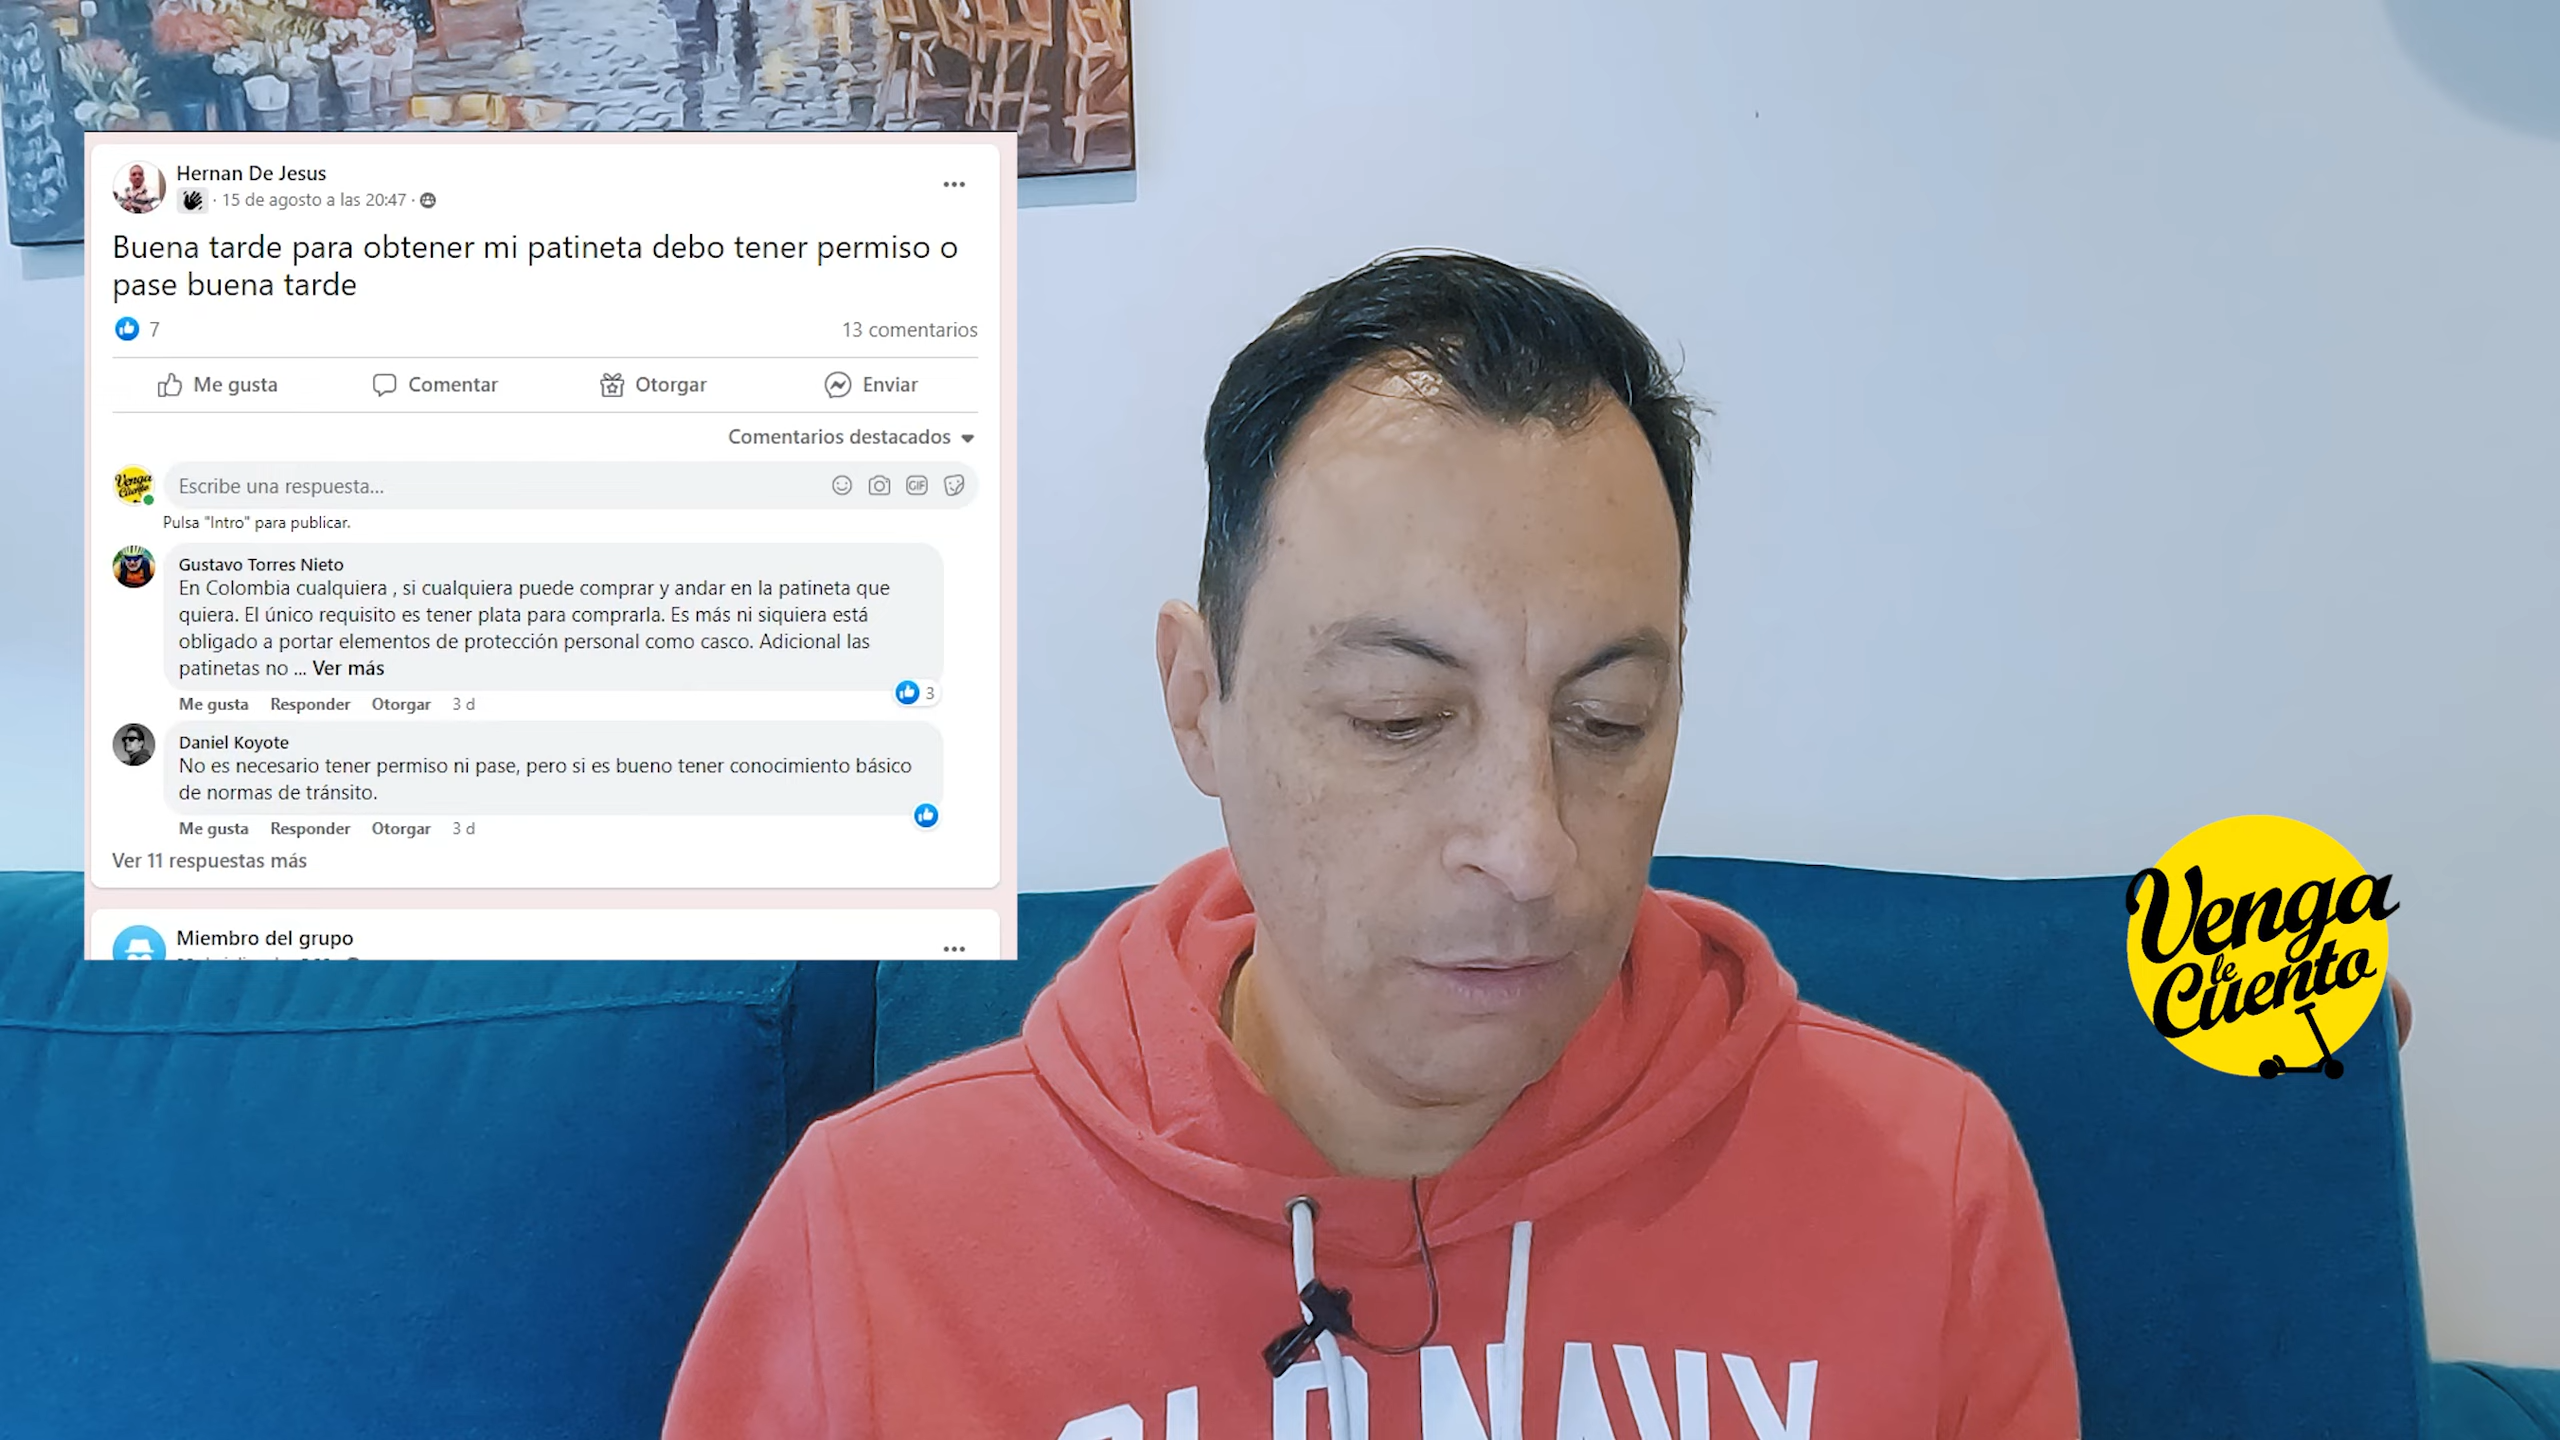 Hernan De Jesus
· 15 de agosto a las 20:47 ·
Buena tarde para obtener mi patineta debo tener permiso o
pase buena tarde
7
13 comentarios
Me gusta Comentar Otorgar Enviar
Comentarios destacados
Venga
Cuento
Escribe una respuesta...
GIF
Pulsa "Intro" para publicar.
Gustavo Torres Nieto
En Colombia cualquiera , si cualquiera puede comprar y andar en la patineta que
quiera. El único requisito es tener plata para comprarla. Es más ni siquiera está
obligado a portar elementos de protección personal como casco. Adicional las
patinetas no ... Ver más
3
Me gusta Responder Otorgar 3 d
Daniel Koyote
No es necesario tener permiso ni pase, pero si es bueno tener conocimiento básico
de normas de tránsito.
Me gusta Responder Otorgar 3 d
Ver 11 respuestas más
Miembro del grupo
Venga
le
Cuento
OLD NAVY